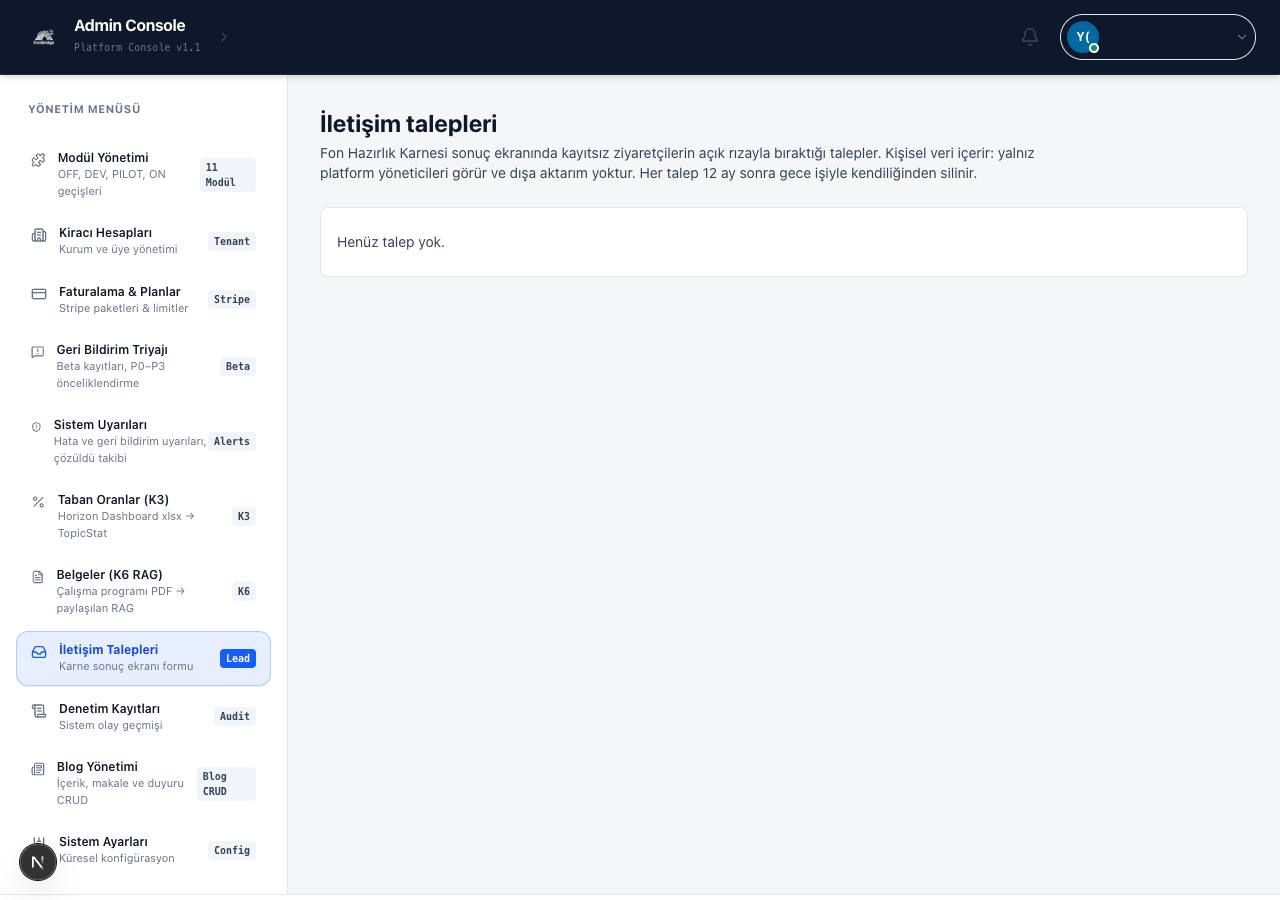 Admin Console
Platform Console v1.1
Y(
YÖNETİM MENÜSÜ
Modül Yönetimi
OFF, DEV, PILOT, ON
geçişleri
11
Modül
Kiracı Hesapları
Kurum ve üye yönetimi
Tenant
Faturalama & Planlar
Stripe paketleri & limitler
Stripe
Geri Bildirim Triyajı
Beta kayıtları, P0–P3
önceliklendirme
Beta
Sistem Uyarıları
Hata ve geri bildirim uyarıları,
çözüldü takibi
Alerts
Taban Oranlar (K3)
Horizon Dashboard xlsx →
TopicStat
K3
Belgeler (K6 RAG)
Çalışma programı PDF →
paylaşılan RAG
K6
İletişim Talepleri
Karne sonuç ekranı formu
Lead
Denetim Kayıtları
Sistem olay geçmişi
Audit
Blog Yönetimi
İçerik, makale ve duyuru
CRUD
Blog
CRUD
Sistem Ayarları
Küresel konfigürasyon
Config
N
İletişim talepleri
Fon Hazırlık Karnesi sonuç ekranında kayıtsız ziyaretçilerin açık rızayla bıraktığı talepler. Kişisel veri içerir: yalnız
platform yöneticileri görür ve dışa aktarım yoktur. Her talep 12 ay sonra gece işiyle kendiliğinden silinir.
Henüz talep yok.